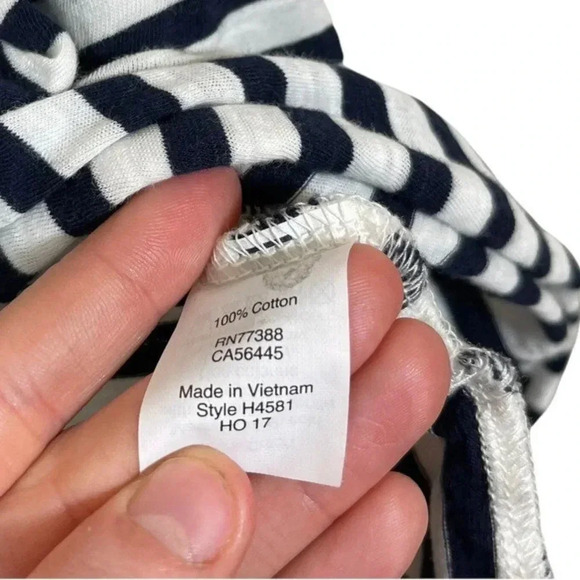 100% Cotton
RN77388
CA56445
Made in Vietnam
Style H4581
HO 17